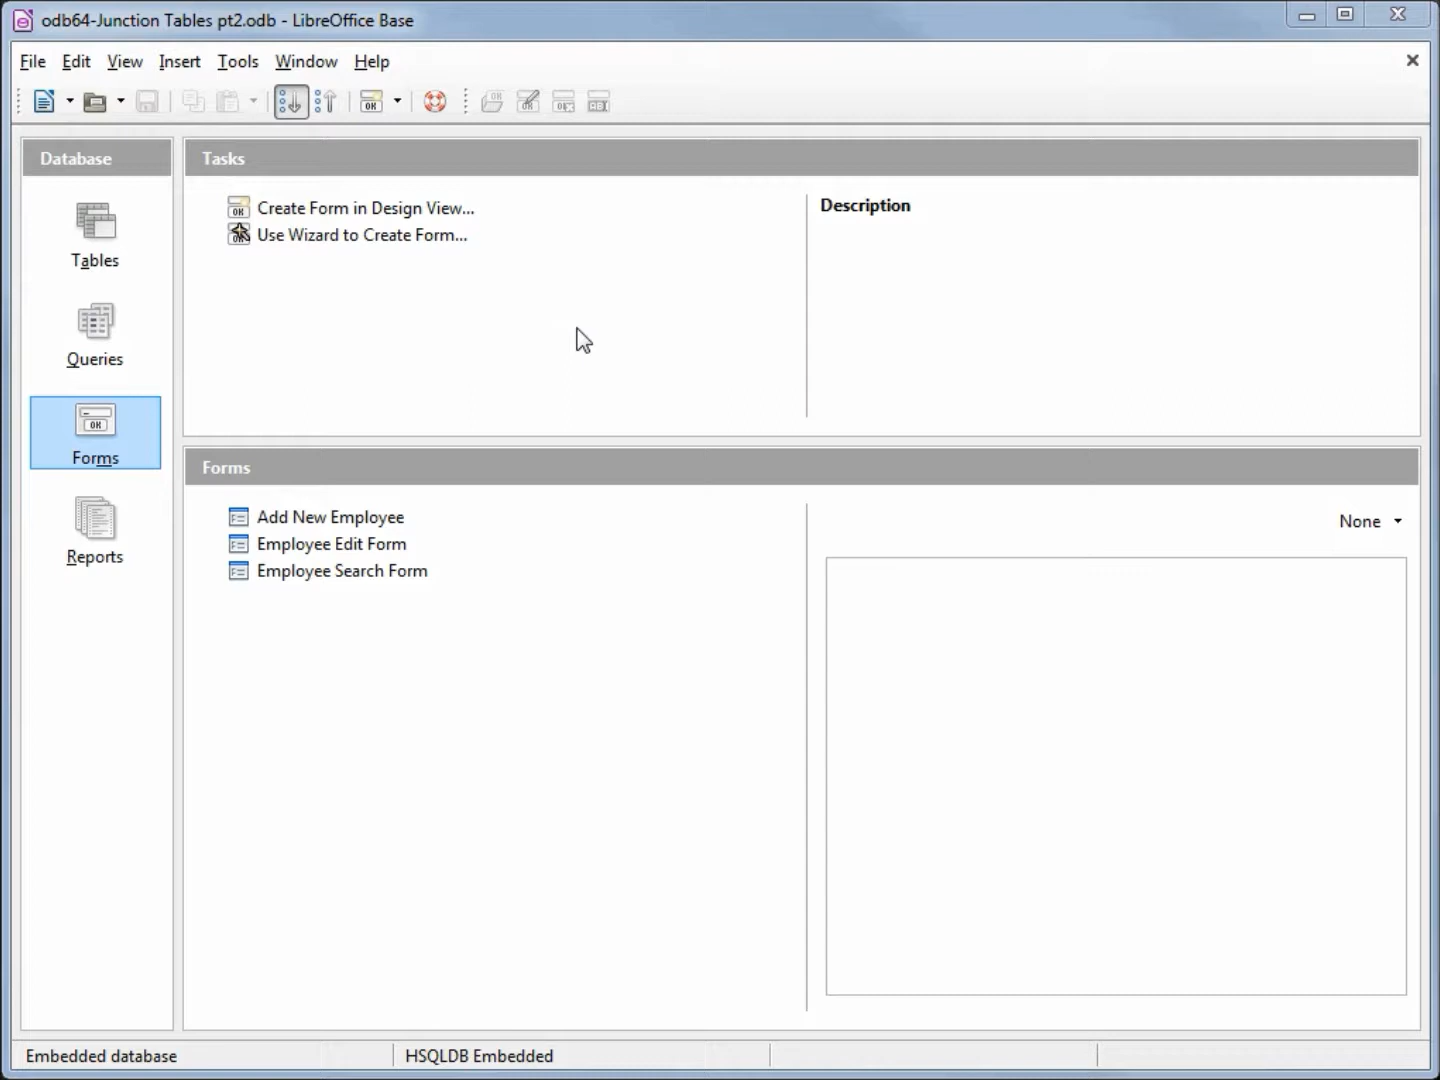 odb64-Junction Tables pt2.odb - LibreOffice Base
File Edit View Insert Tools Window Help
Database
Tasks
Tables
Queries
Forms
Reports
Create Form in Design View...
Use Wizard to Create Form...
Description
Forms
Add New Employee
Employee Edit Form
Employee Search Form
None
Embedded database
HSQLDB Embedded